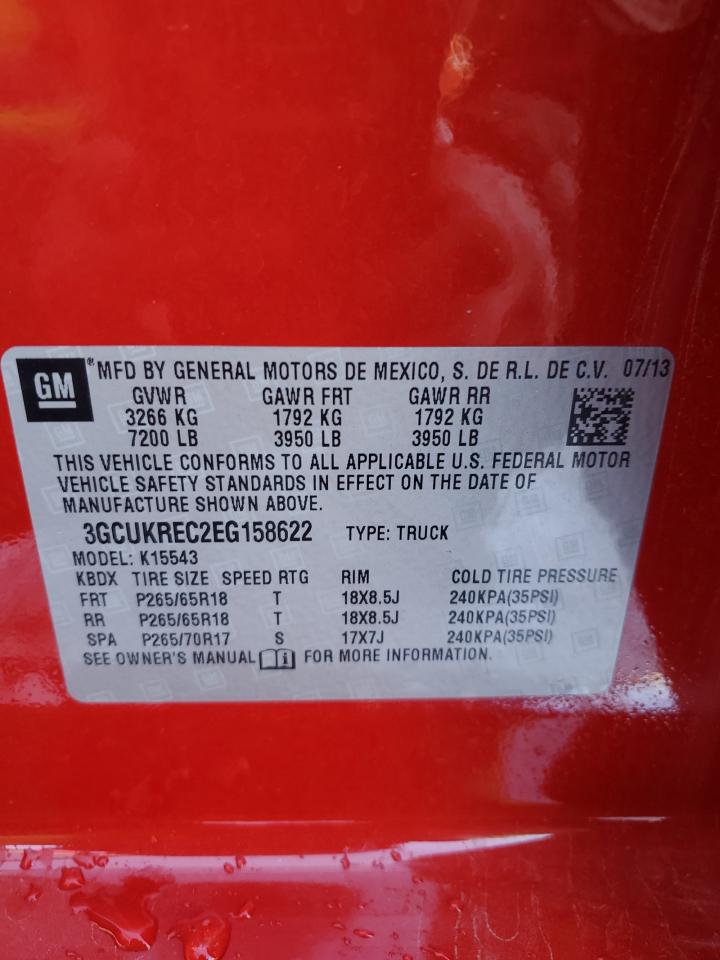 GM ® MFD BY GENERAL MOTORS DE MEXICO, S. DE R.L. DE C.V. 07/13
GVWR GAWR FRT GAWR RR
3266 KG 1792 KG 1792 KG
7200 LB 3950 LB 3950 LB
THIS VEHICLE CONFORMS TO ALL APPLICABLE U.S. FEDERAL MOTOR
VEHICLE SAFETY STANDARDS IN EFFECT ON THE DATE OF
MANUFACTURE SHOWN ABOVE.
3GCUKREC2EG158622 TYPE: TRUCK
MODEL: K15543
KBDX TIRE SIZE SPEED RTG RIM COLD TIRE PRESSURE
FRT P265/65R18 T 18X8.5J 240KPA(35PSI)
RR P265/65R18 T 18X8.5J 240KPA(35PSI)
SPA P265/70R17 S 17X7J 240KPA(35PSI)
SEE OWNER'S MANUAL i FOR MORE INFORMATION.